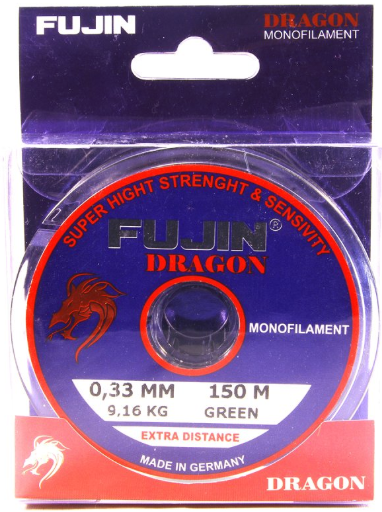 FUJIN
DRAGON
MONOFILAMENT
SUPER HIGHT STRENGHT & SENSIVITY
FUJIN®
DRAGON
MONOFILAMENT
0,33 MM 150 M
9,16 KG GREEN
EXTRA DISTANCE
MADE IN GERMANY
DRAGON